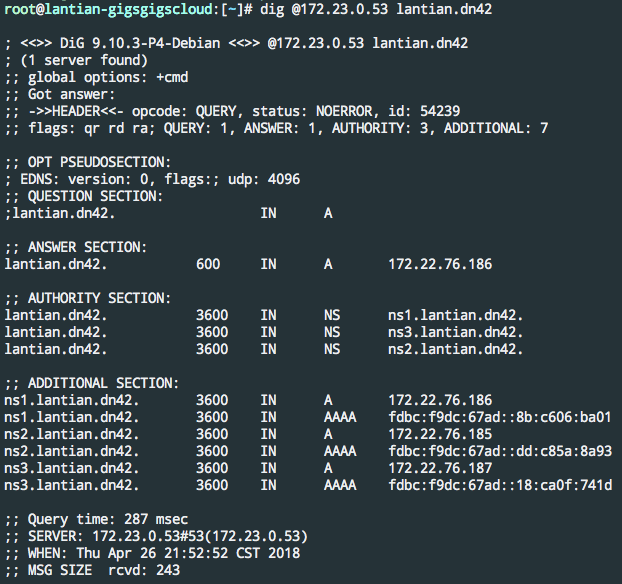 root@lantian-gigsgigscloud:[~]# dig @172.23.0.53 lantian.dn42
; <<>> DiG 9.10.3-P4-Debian <<>> @172.23.0.53 lantian.dn42
; (1 server found)
;; global options: +cmd
;; Got answer:
;; ->>HEADER<<- opcode: QUERY, status: NOERROR, id: 54239
;; flags: qr rd ra; QUERY: 1, ANSWER: 1, AUTHORITY: 3, ADDITIONAL: 7
;; OPT PSEUDOSECTION:
; EDNS: version: 0, flags:; udp: 4096
;; QUESTION SECTION:
;lantian.dn42. IN A
;; ANSWER SECTION:
lantian.dn42. 600 IN A 172.22.76.186
;; AUTHORITY SECTION:
lantian.dn42. 3600 IN NS ns1.lantian.dn42.
lantian.dn42. 3600 IN NS ns3.lantian.dn42.
lantian.dn42. 3600 IN NS ns2.lantian.dn42.
;; ADDITIONAL SECTION:
ns1.lantian.dn42. 3600 IN A 172.22.76.186
ns1.lantian.dn42. 3600 IN AAAA fdbc:f9dc:67ad::8b:c606:ba01
ns2.lantian.dn42. 3600 IN A 172.22.76.185
ns2.lantian.dn42. 3600 IN AAAA fdbc:f9dc:67ad::dd:c85a:8a93
ns3.lantian.dn42. 3600 IN A 172.22.76.187
ns3.lantian.dn42. 3600 IN AAAA fdbc:f9dc:67ad::18:ca0f:741d
;; Query time: 287 msec
;; SERVER: 172.23.0.53#53(172.23.0.53)
;; WHEN: Thu Apr 26 21:52:52 CST 2018
;; MSG SIZE rcvd: 243